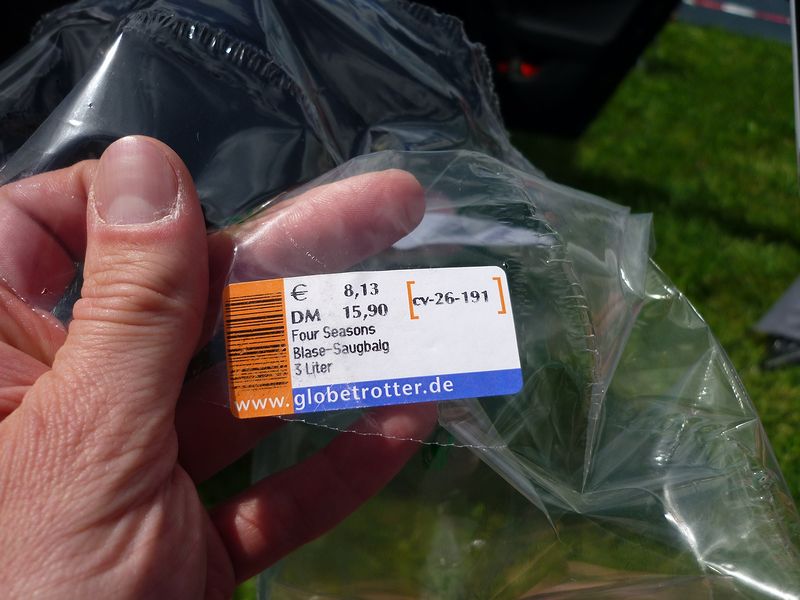 € 8,13
DM 15,90
[cv-26-191]
Four Seasons
Blase-Saugbalg
3 Liter
www.globetrotter.de